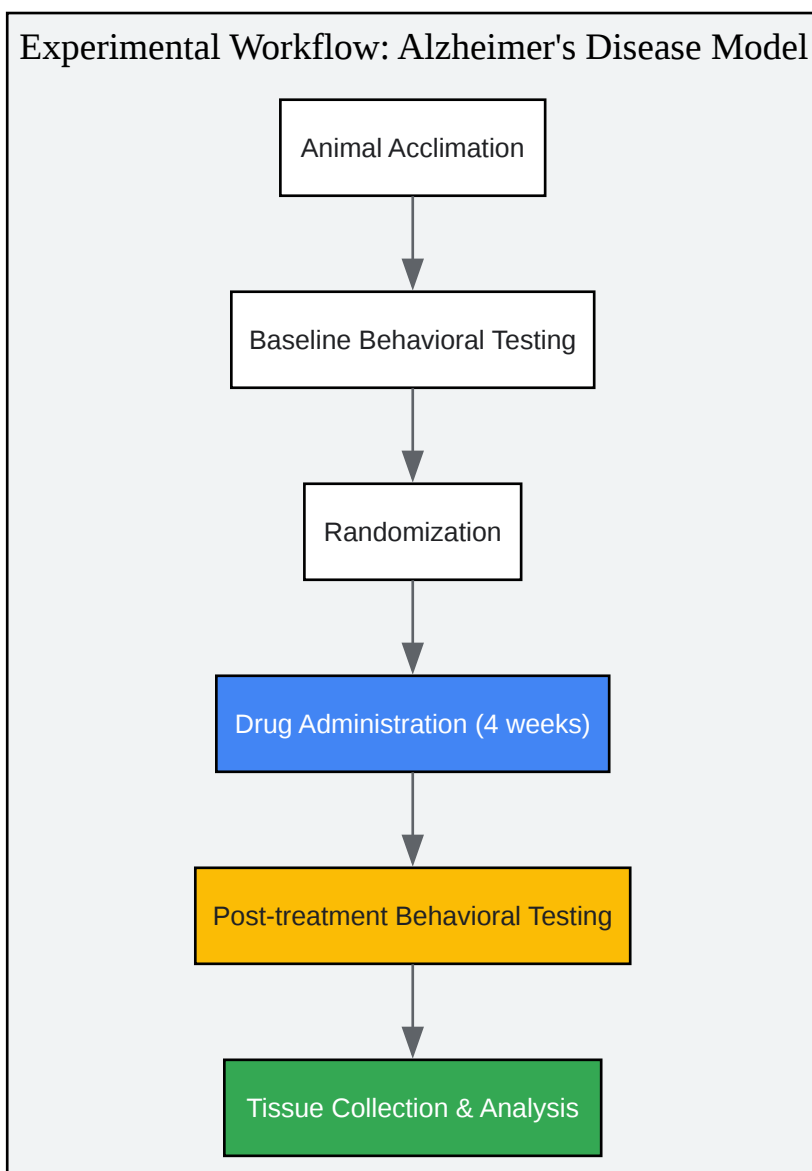 Experimental Workflow: Alzheimer's Disease Model
Animal Acclimation
Baseline Behavioral Testing
Randomization
Drug Administration (4 weeks)
Post-treatment Behavioral Testing
Tissue Collection & Analysis